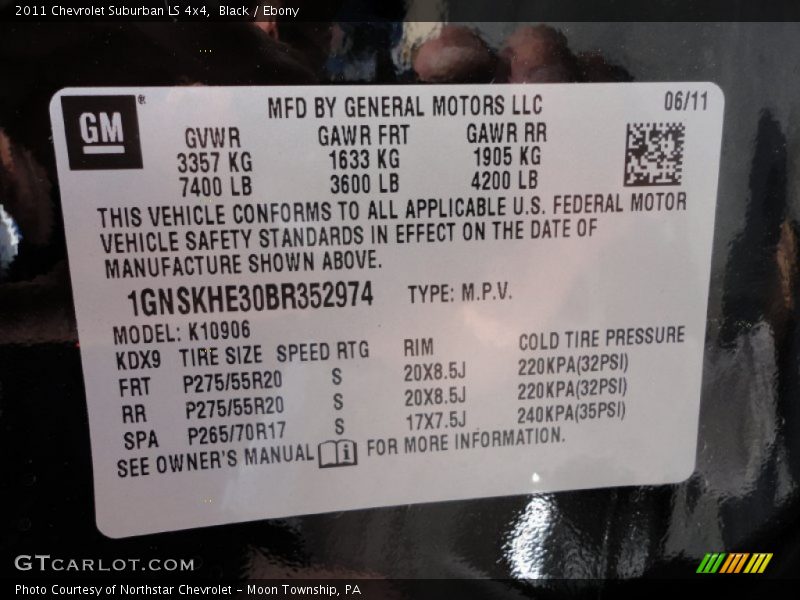 2011 Chevrolet Suburban LS 4x4, Black / Ebony
GM®
MFD BY GENERAL MOTORS LLC 06/11
GVWR GAWR FRT GAWR RR
3357 KG 1633 KG 1905 KG
7400 LB 3600 LB 4200 LB
THIS VEHICLE CONFORMS TO ALL APPLICABLE U.S. FEDERAL MOTOR
VEHICLE SAFETY STANDARDS IN EFFECT ON THE DATE OF
MANUFACTURE SHOWN ABOVE.
1GNSKHE30BR352974 TYPE: M.P.V.
MODEL: K10906
KDX9 TIRE SIZE SPEED RTG RIM COLD TIRE PRESSURE
FRT P275/55R20 S 20X8.5J 220KPA(32PSI)
RR P275/55R20 S 20X8.5J 220KPA(32PSI)
SPA P265/70R17 S 17X7.5J 240KPA(35PSI)
SEE OWNER'S MANUAL i FOR MORE INFORMATION.
GTCARLOT.COM
Photo Courtesy of Northstar Chevrolet - Moon Township, PA